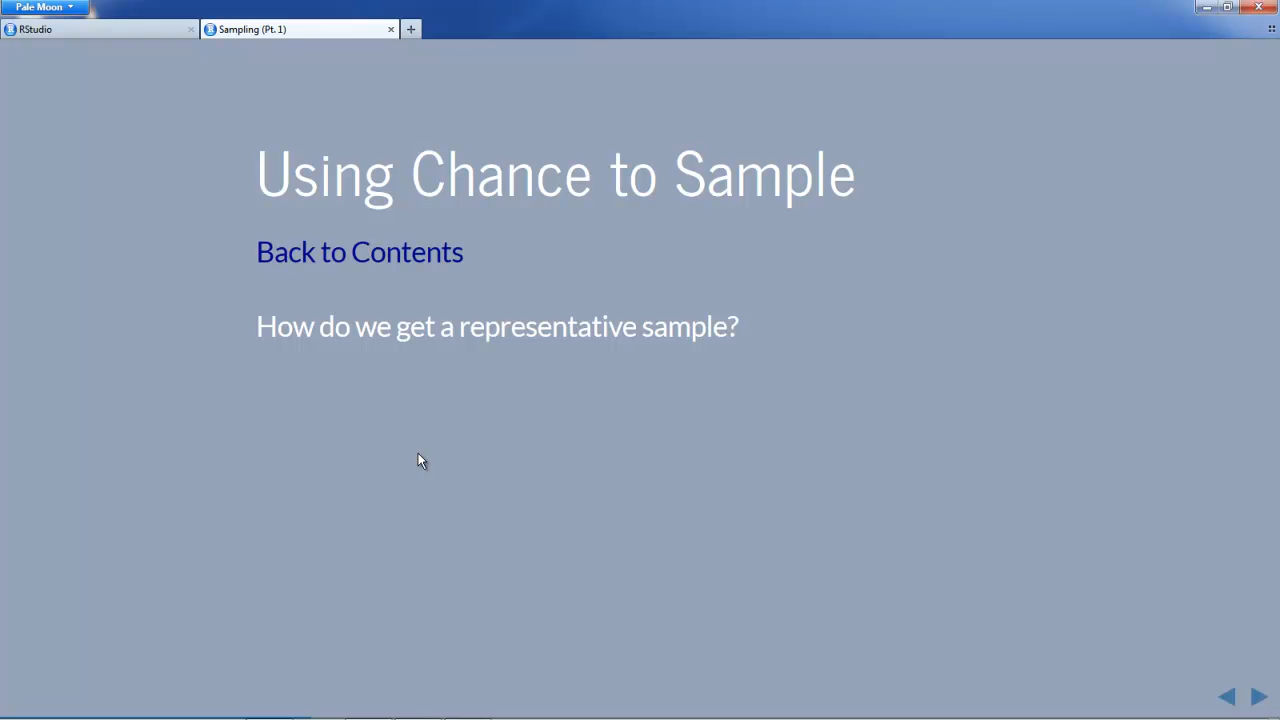 Pale Moon
RStudio
Sampling (Pt. 1)
Using Chance to Sample
Back to Contents
How do we get a representative sample?